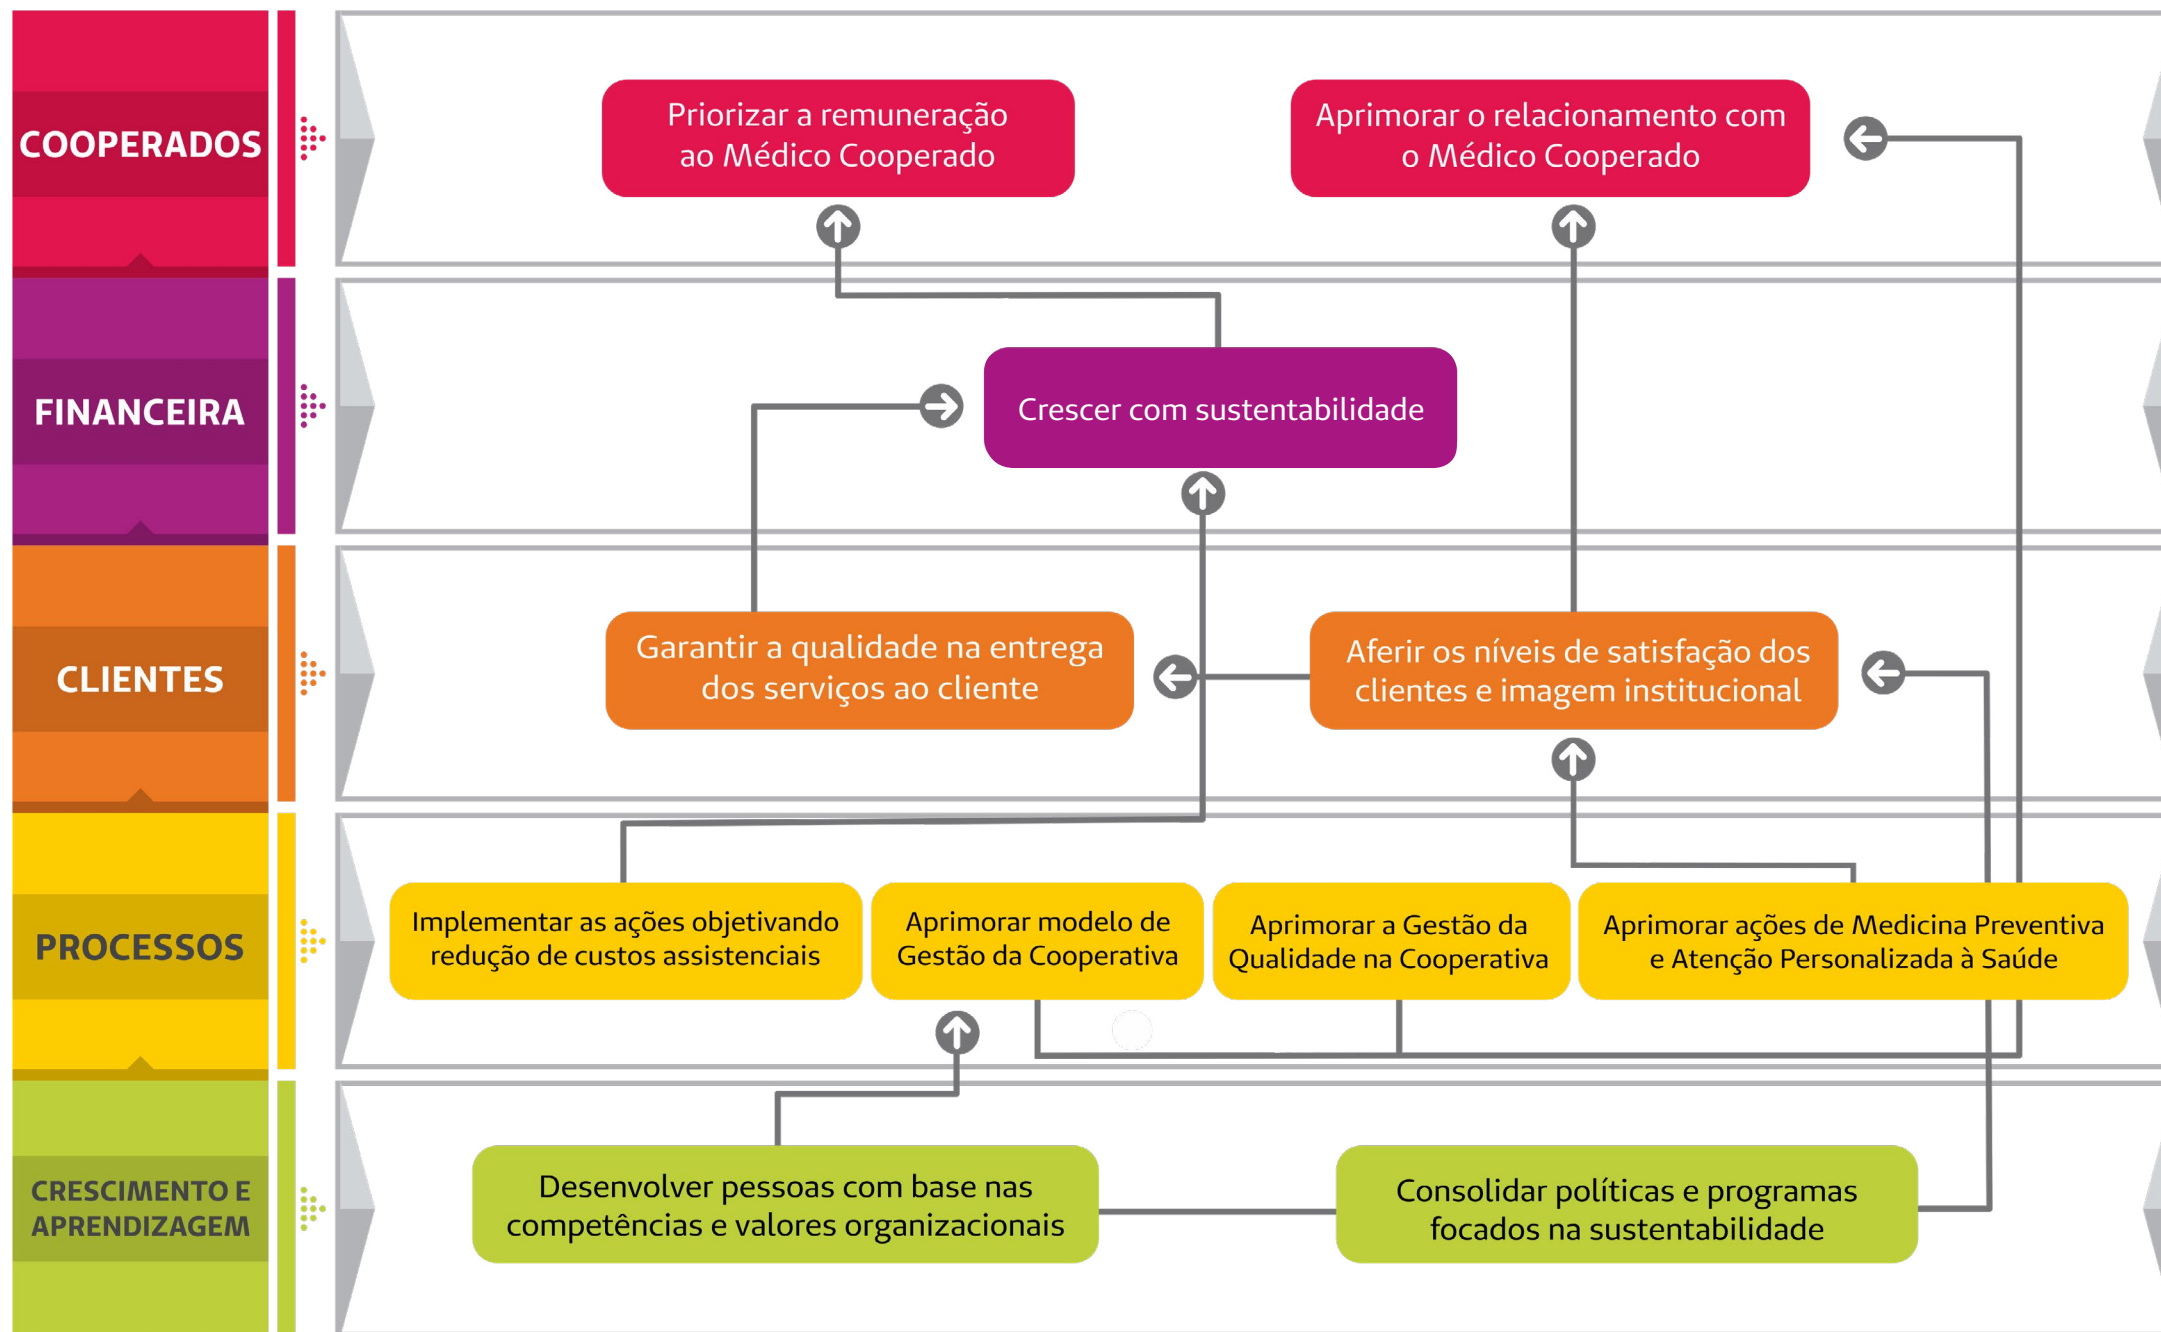 COOPERADOS
Priorizar a remuneração
ao Médico Cooperado
Aprimorar o relacionamento com
o Médico Cooperado
FINANCEIRA
Crescer com sustentabilidade
CLIENTES
Garantir a qualidade na entrega
dos serviços ao cliente
Aferir os níveis de satisfação dos
clientes e imagem institucional
PROCESSOS
Implementar as ações objetivando
redução de custos assistenciais
Aprimorar modelo de
Gestão da Cooperativa
Aprimorar a Gestão da
Qualidade na Cooperativa
Aprimorar ações de Medicina Preventiva
e Atenção Personalizada à Saúde
CRESCIMENTO E
APRENDIZAGEM
Desenvolver pessoas com base nas
competências e valores organizacionais
Consolidar políticas e programas
focados na sustentabilidade